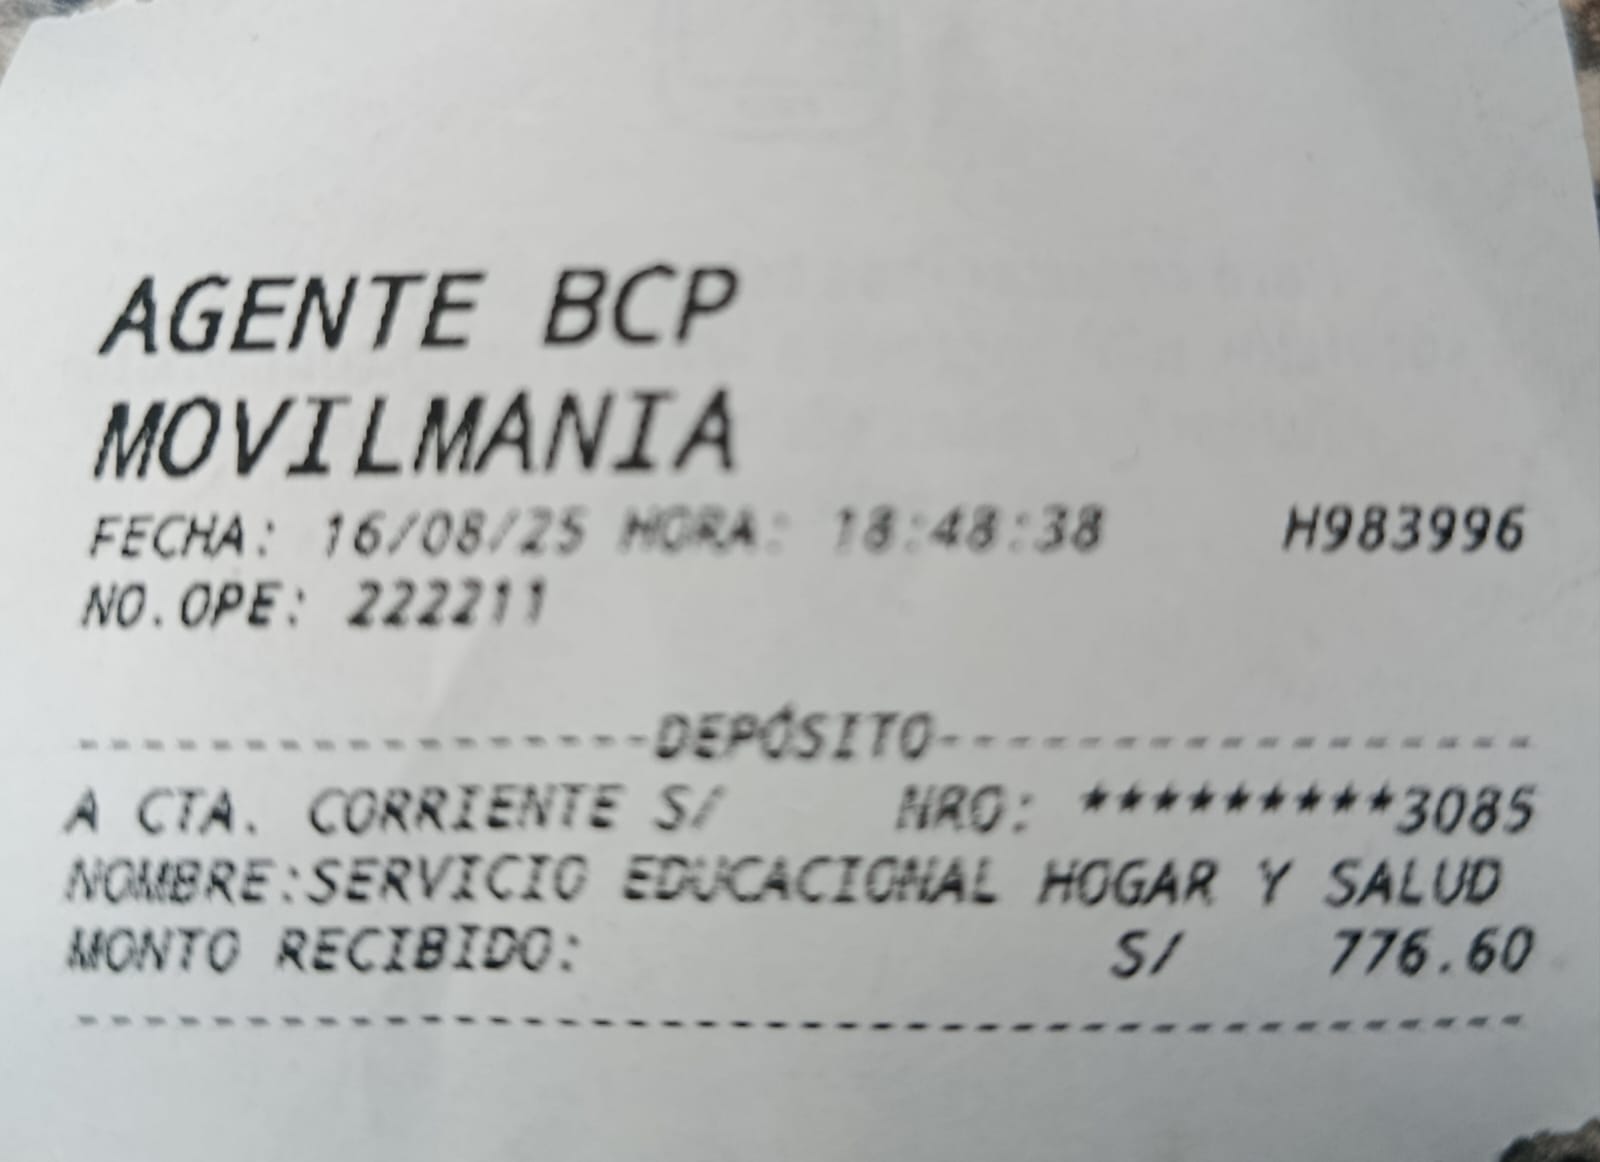 AGENTE BCP
MOVILMANIA
FECHA: 16/08/25 HORA: 18:48:38 H983996
NO.OPE: 222211
------------------DEPÓSITO------------------
A CTA. CORRIENTE S/ NRO: *********3085
NOMBRE:SERVICIO EDUCACIONAL HOGAR Y SALUD
MONTO RECIBIDO: S/ 776.60
--------------------------------------------